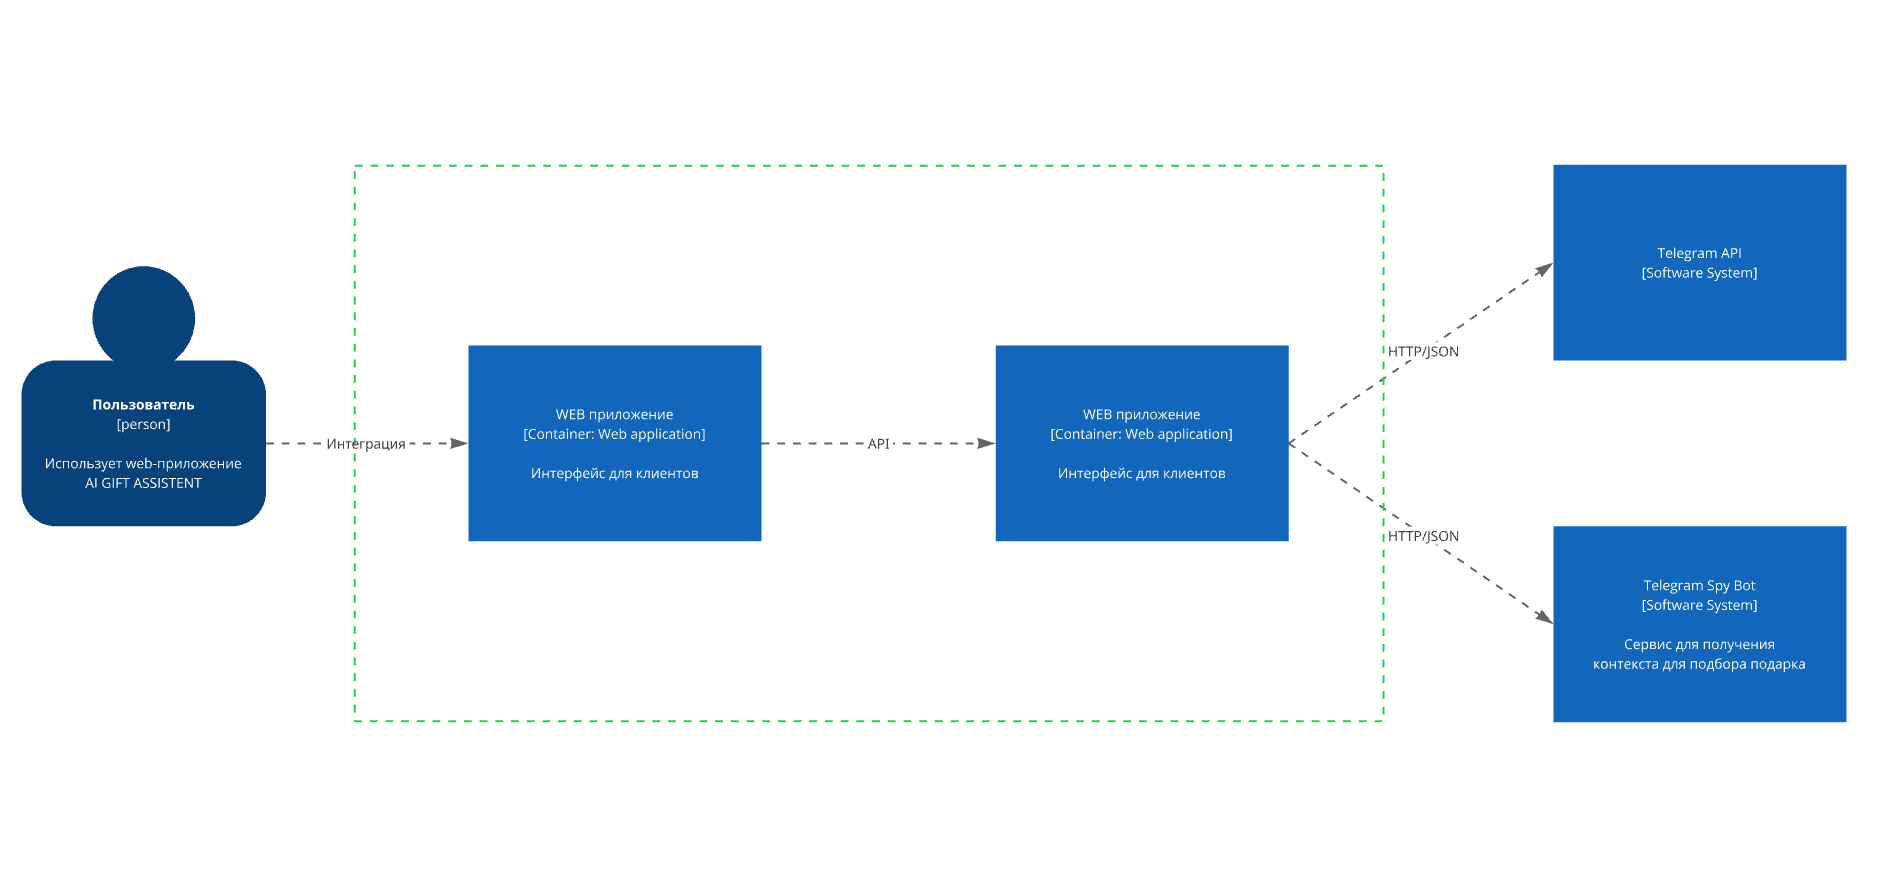 Пользователь
[person]
Использует web-приложение
AI GIFT ASSISTENT
Интеграция
WEB приложение
[Container: Web application]
Интерфейс для клиентов
API
WEB приложение
[Container: Web application]
Интерфейс для клиентов
HTTP/JSON
HTTP/JSON
Telegram API
[Software System]
Telegram Spy Bot
[Software System]
Сервис для получения
контекста для подбора подарка